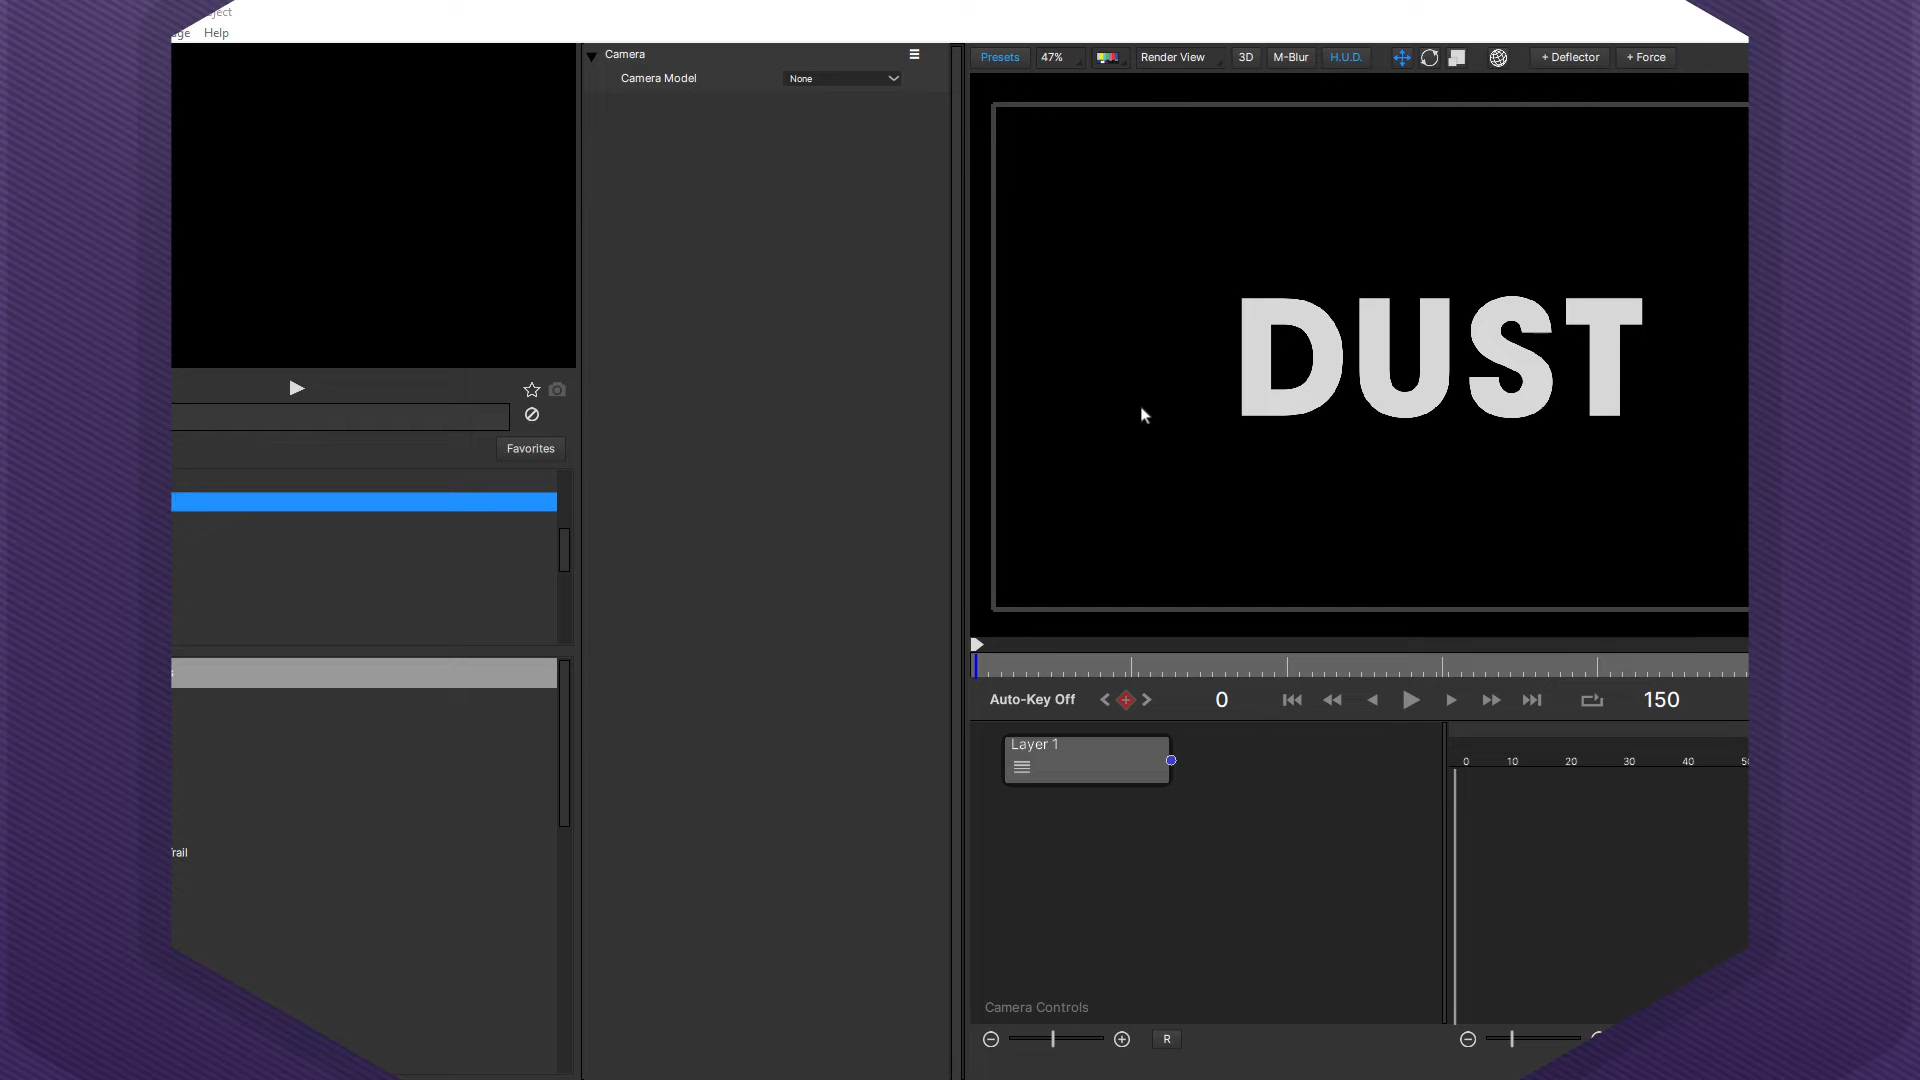 Help
Camera
Camera Model
None
Presets
47%
Render View
3D
M-Blur
H.U.D.
+ Deflector
+ Force
DUST
Favorites
Auto-Key Off
0
150
Layer 1
0 10 20 30 40
Camera Controls
R